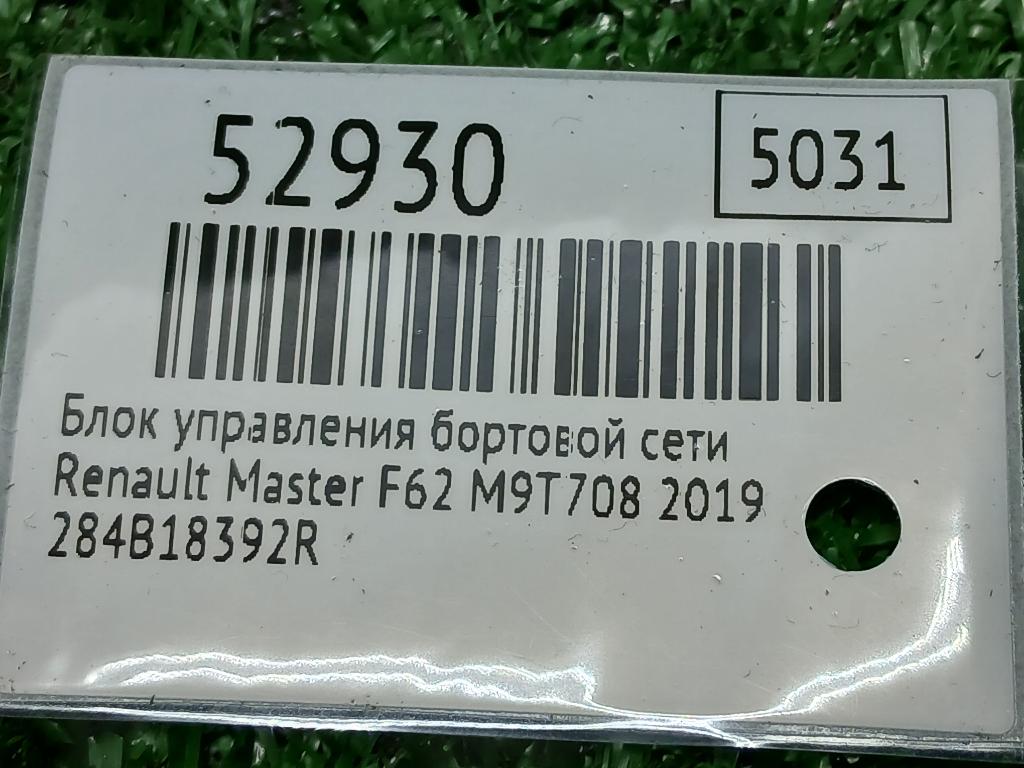 52930
5031
Блок управления бортовой сети
Renault Master F62 M9T708 2019
284B18392R